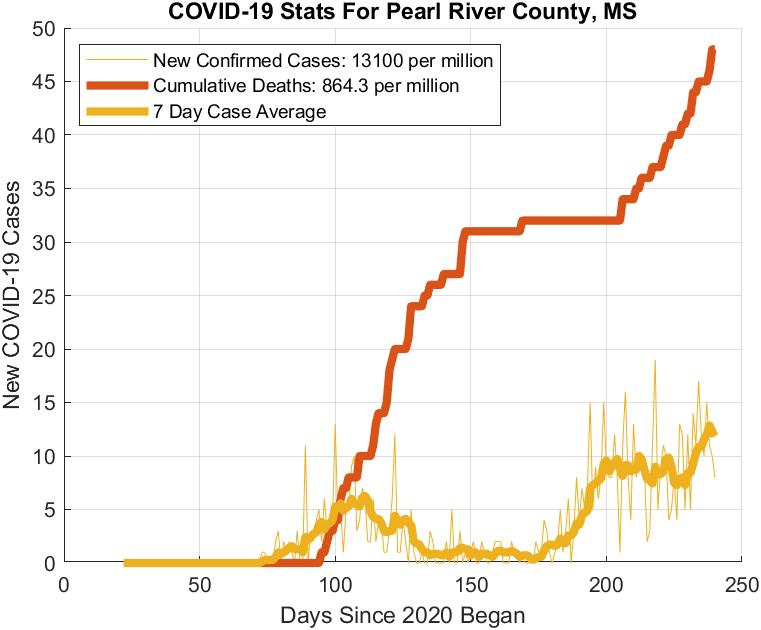 COVID-19 Stats For Pearl River County, MS
New Confirmed Cases: 13100 per million
Cumulative Deaths: 864.3 per million
7 Day Case Average
New COVID-19 Cases
50
45
40
35
30
25
20
15
10
5
0
0 50 100 150 200 250
Days Since 2020 Began